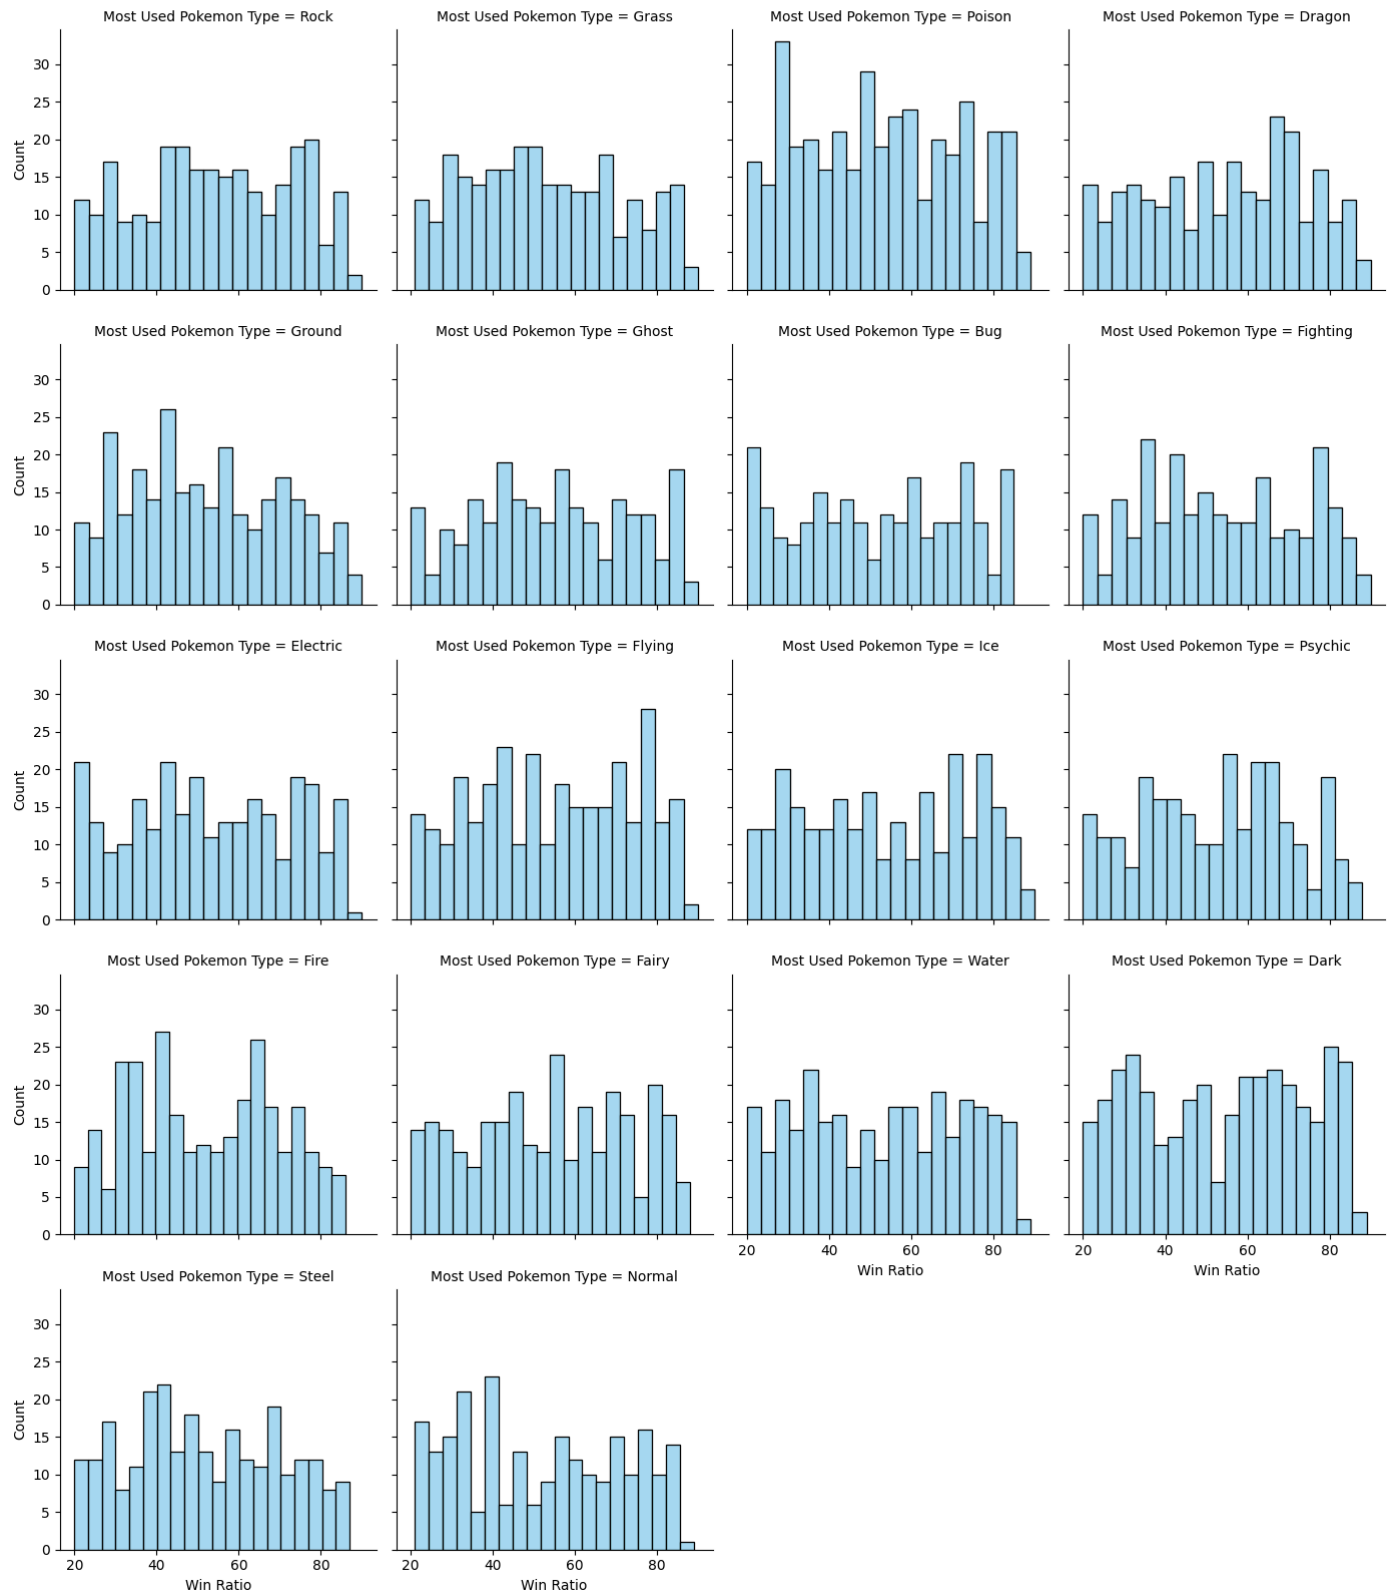 Most Used Pokemon Type = Rock
Most Used Pokemon Type = Grass
Most Used Pokemon Type = Poison
Most Used Pokemon Type = Dragon
30
25
20
15
10
5
0
Count
Most Used Pokemon Type = Ground
Most Used Pokemon Type = Ghost
Most Used Pokemon Type = Bug
Most Used Pokemon Type = Fighting
30
25
20
15
10
5
0
Count
Most Used Pokemon Type = Electric
Most Used Pokemon Type = Flying
Most Used Pokemon Type = Ice
Most Used Pokemon Type = Psychic
30
25
20
15
10
5
0
Count
Most Used Pokemon Type = Fire
Most Used Pokemon Type = Fairy
Most Used Pokemon Type = Water
Most Used Pokemon Type = Dark
30
25
20
15
10
5
0
Count
20 40 60 80
Win Ratio
20 40 60 80
Win Ratio
Most Used Pokemon Type = Steel
Most Used Pokemon Type = Normal
30
25
20
15
10
5
0
Count
20 40 60 80
Win Ratio
20 40 60 80
Win Ratio